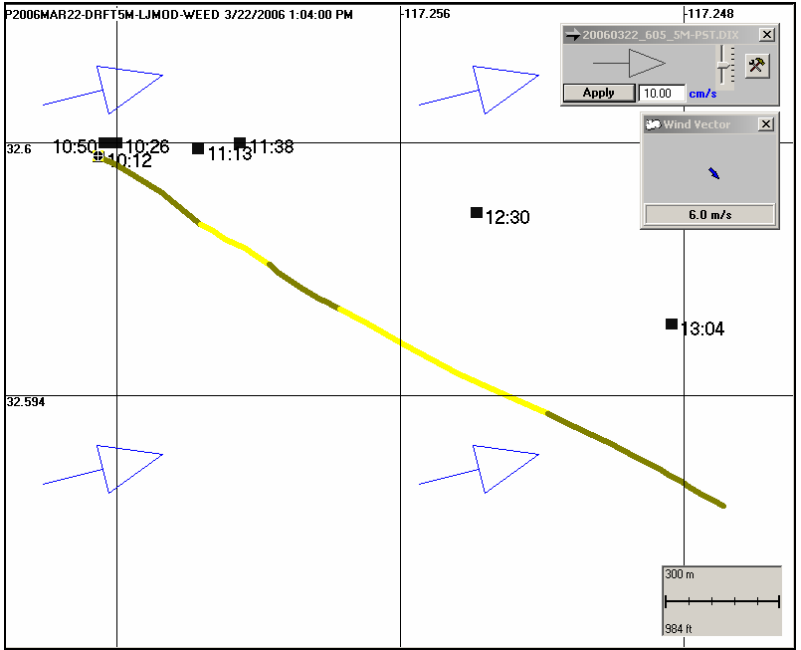 P2006MAR22-DRFT5M-LJMOD-WEED 3/22/2006 1:04:00 PM
-117.256
-117.248
20060322_605_5M-PST.DIX
Apply
10.00
cm/s
Wind Vector
6.0 m/s
32.6
10:50
10:26
10:12
11:13
11:38
12:30
13:04
32.594
300 m
984 ft